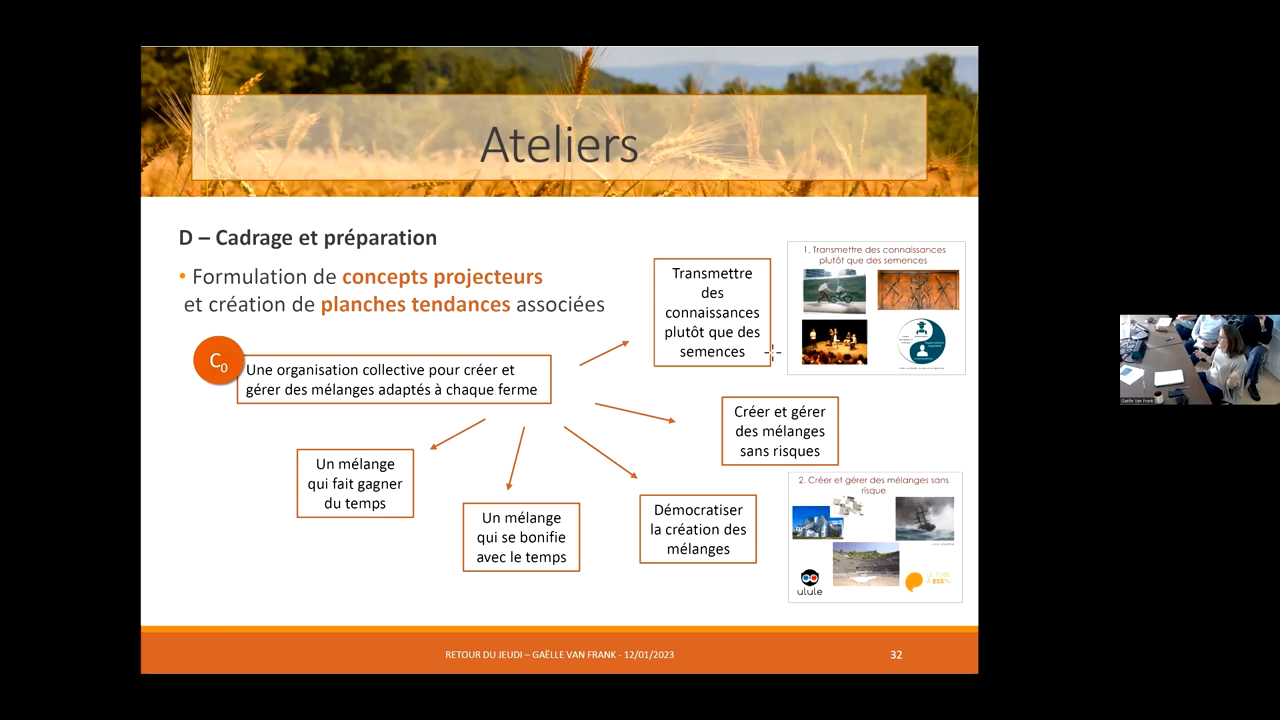 Ateliers
D – Cadrage et préparation
• Formulation de concepts projecteurs
et création de planches tendances associées
C0
Une organisation collective pour créer et
gérer des mélanges adaptés à chaque ferme
Transmettre
des
connaissances
plutôt que des
semences
1. Transmettre des connaissances
plutôt que des semences
Créer et gérer
des mélanges
sans risques
Un mélange
qui fait gagner
du temps
Un mélange
qui se bonifie
avec le temps
Démocratiser
la création des
mélanges
2. Créer et gérer des mélanges sans
risque
ulule
RETOUR DU JEUDI – GAËLLE VAN FRANK - 12/01/2023
32
Gaëlle Van Frank